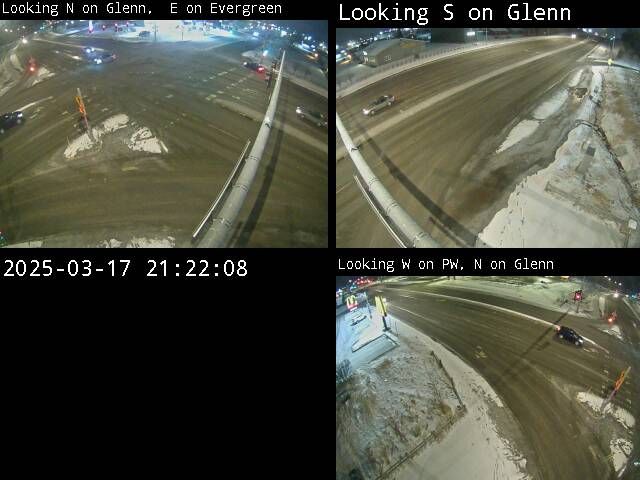 Looking N on Glenn,  E on Evergreen
Looking S on Glenn
2025-03-17 21:22:08
Looking W on PW, N on Glenn